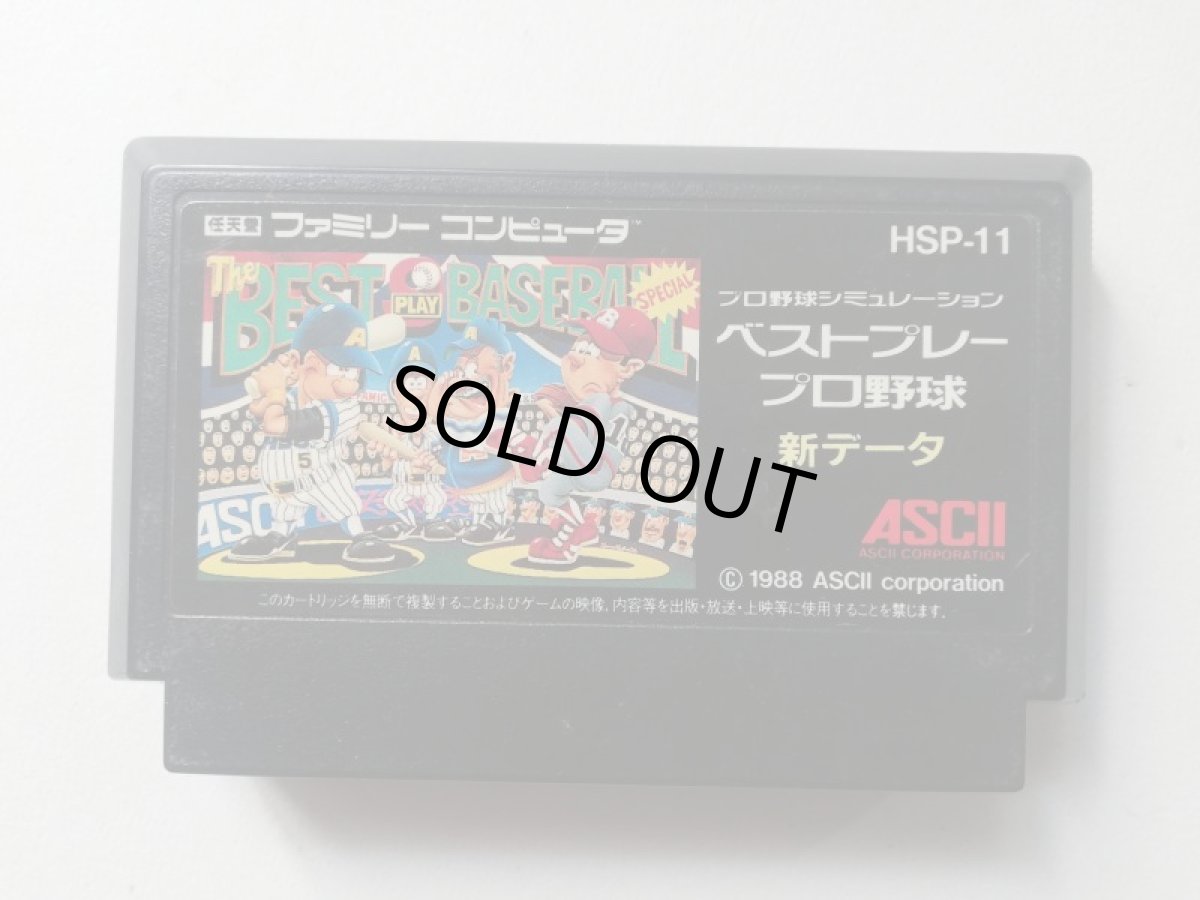 任天堂 ファミリー コンピュータ™
HSP-11
The
BEST PLAY BASEBALL
SPECIAL
プロ野球シミュレーション
ベストプレー
プロ野球
新データ
A
A
B
5
ASCII
ASCII
ASCII CORPORATION
© 1988 ASCII corporation
このカートリッジを無断で複製することおよびゲームの映像, 内容等を出版・放送・上映等に使用することを禁じます.
SOLD OUT